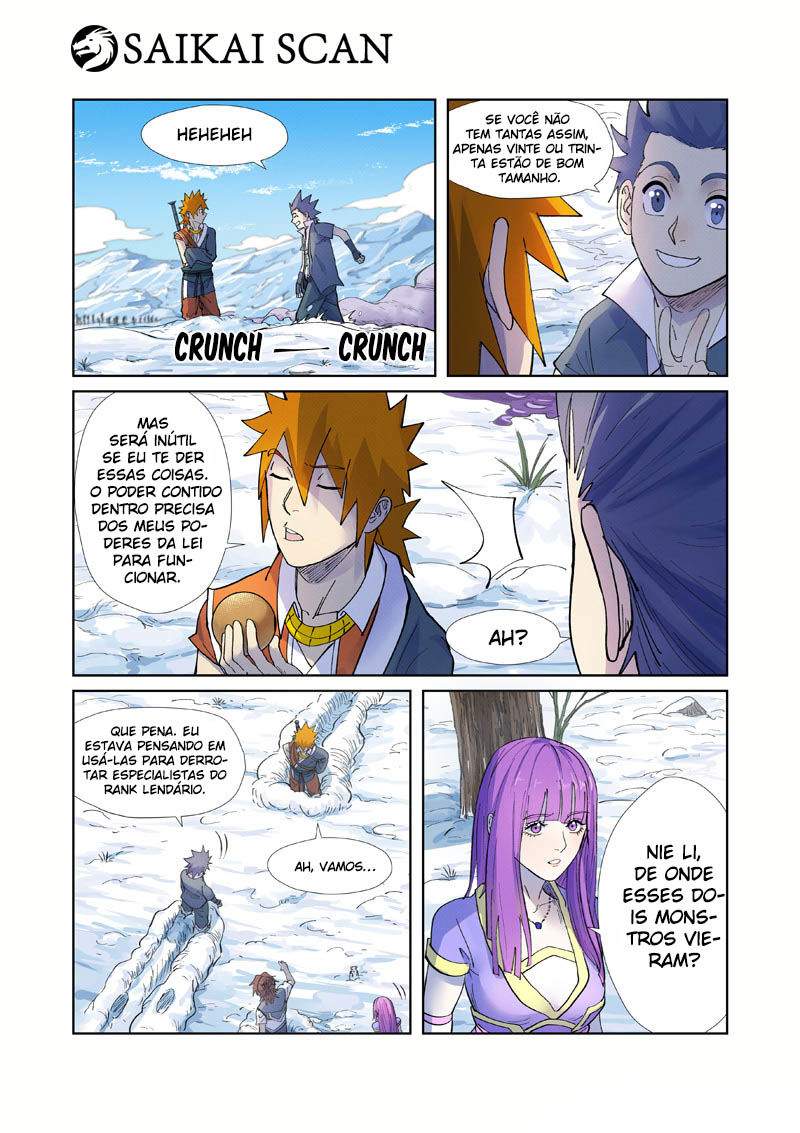 SAIKAI SCAN
HEHEHEH
CRUNCH — CRUNCH
SE VOCÊ NÃO
TEM TANTAS ASSIM,
APENAS VINTE OU TRIN-
TA ESTÃO DE BOM
TAMANHO.
MAS
SERÁ INÚTIL
SE EU TE DER
ESSAS COISAS.
O PODER CONTIDO
DENTRO PRECISA
DOS MEUS PO-
DERES DA LEI
PARA FUN-
CIONAR.
AH?
QUE PENA. EU
ESTAVA PENSANDO EM
USÁ-LAS PARA DERRO-
TAR ESPECIALISTAS DO
RANK LENDÁRIO.
AH, VAMOS...
NIE LI,
DE ONDE
ESSES DO-
IS MONS-
TROS VIE-
RAM?